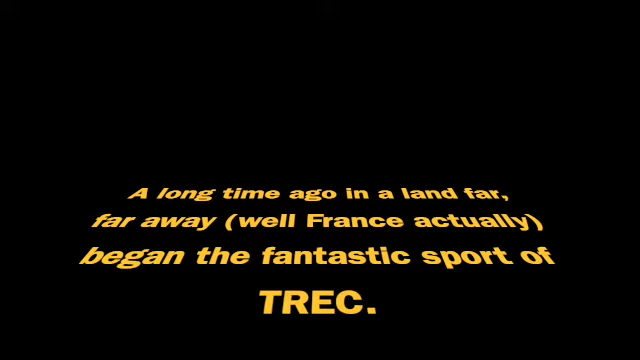 A long time ago in a land far,
far away (well France actually)
began the fantastic sport of
TREC.